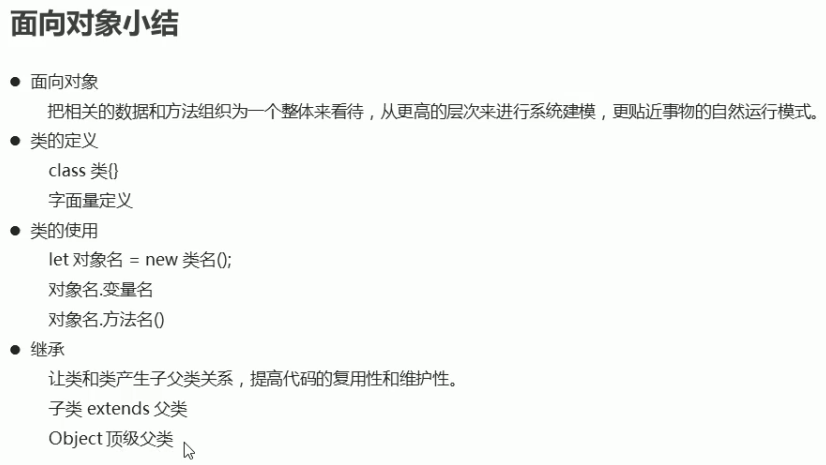 面向对象小结
● 面向对象
把相关的数据和方法组织为一个整体来看待，从更高的层次来进行系统建模，更贴近事物的自然运行模式。
● 类的定义
class 类{}
字面量定义
● 类的使用
let 对象名 = new 类名();
对象名.变量名
对象名.方法名()
● 继承
让类和类产生子父类关系，提高代码的复用性和维护性。
子类 extends 父类
Object 顶级父类